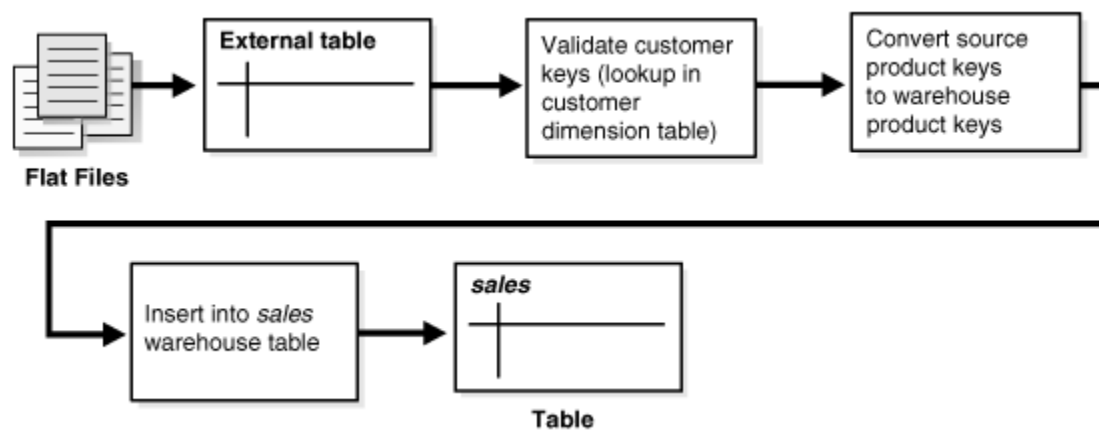 External table
Validate customer
keys (lookup in
customer
dimension table)
Convert source
product keys
to warehouse
product keys
Flat Files
Insert into sales
warehouse table
sales
Table